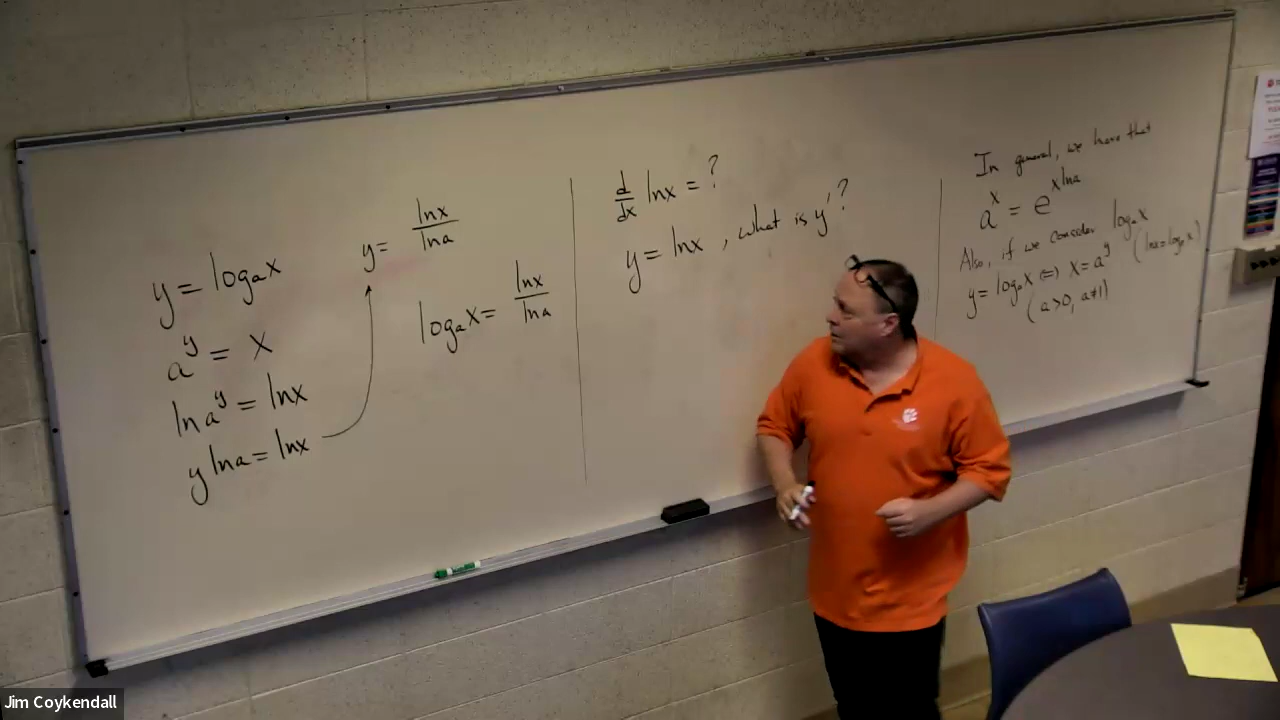 y = logₐx
aʸ = x
ln aʸ = ln x
y ln a = ln x
y = ln x / ln a
logₐx = ln x / ln a
d/dx ln x = ?
y = ln x , what is y' ?
In general, we have that
aˣ = e^(x ln a)
Also, if we consider logₐx
y = logₐx ⇔ x = aʸ (ln x = logₑx)
(a>0, a≠1)
Jim Coykendall